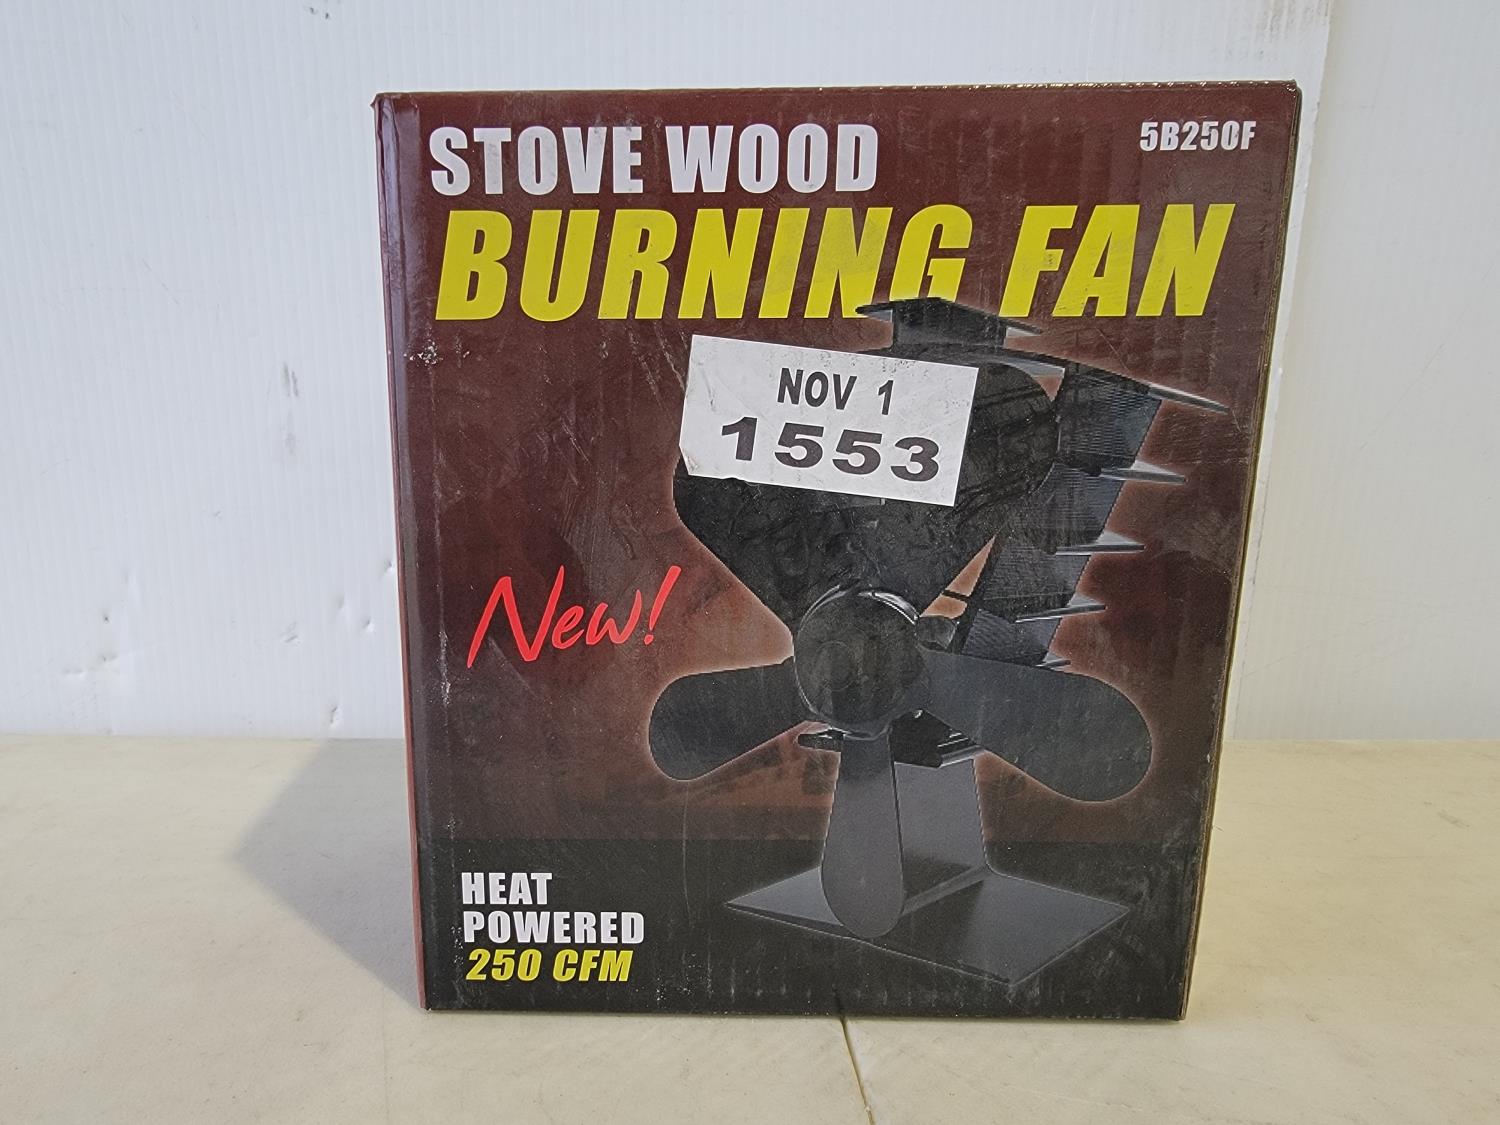 STOVE WOOD
5B250F
BURNING FAN
NOV 1
1553
New!
HEAT
POWERED
250 CFM